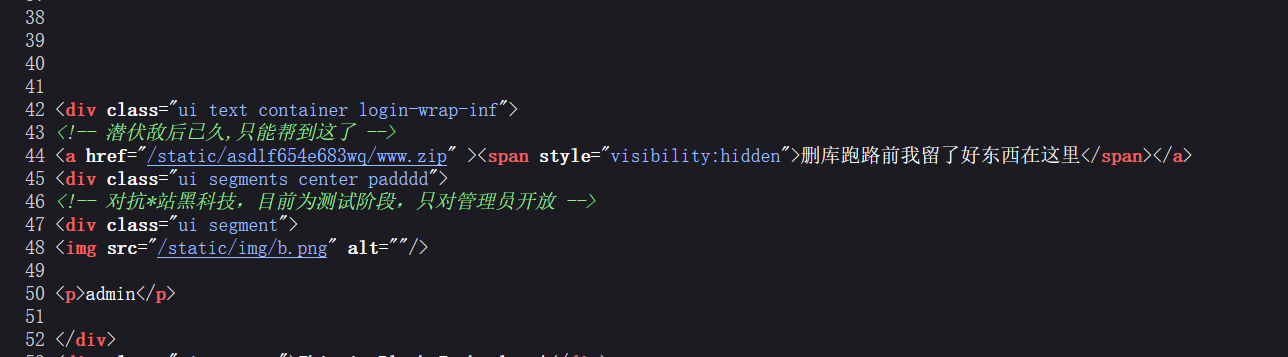 38
39
40
41
42 <div class="ui text container login-wrap-inf">
43 <!-- 潜伏敌后已久,只能帮到这了 -->
44 <a href="/static/asd1f654e683wq/www.zip" ><span style="visibility:hidden">删库跑路前我留了好东西在这里</span></a>
45 <div class="ui segments center padddd">
46 <!-- 对抗*站黑科技，目前为测试阶段，只对管理员开放 -->
47 <div class="ui segment">
48 <img src="/static/img/b.png" alt=""/>
49
50 <p>admin</p>
51
52 </div>